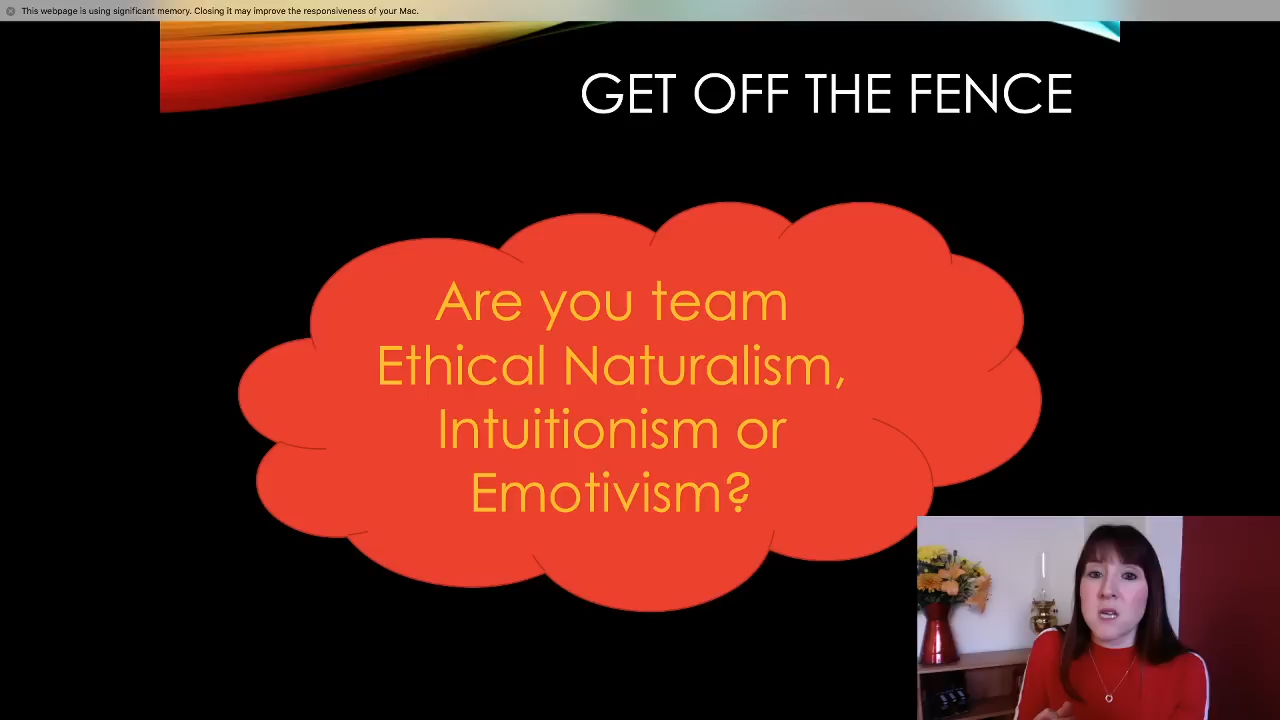 This webpage is using significant memory. Closing it may improve the responsiveness of your Mac.
GET OFF THE FENCE
Are you team
Ethical Naturalism,
Intuitionism or
Emotivism?